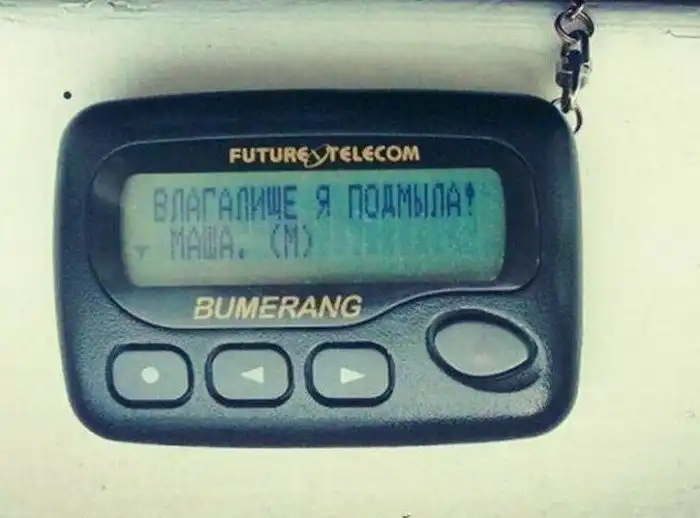 FUTURE TELECOM
ВЛАГАЛИЩЕ Я ПОДМЫЛА!
МАША. (М)
BUMERANG